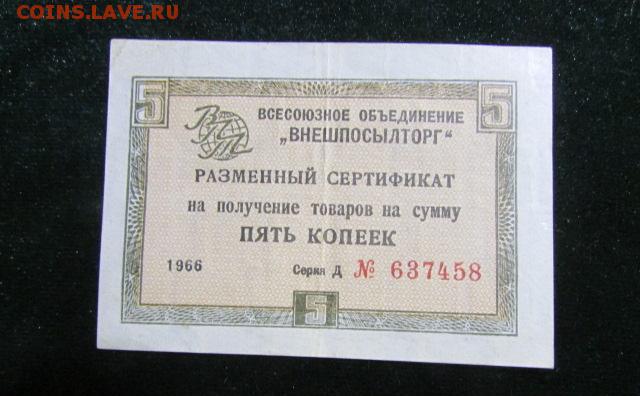 COINS.LAVE.RU
5 5
ВПТ
ВСЕСОЮЗНОЕ ОБЪЕДИНЕНИЕ
„ВНЕШПОСЫЛТОРГ“
РАЗМЕННЫЙ СЕРТИФИКАТ
на получение товаров на сумму
ПЯТЬ КОПЕЕК
1966 Серия Д № 637458
5